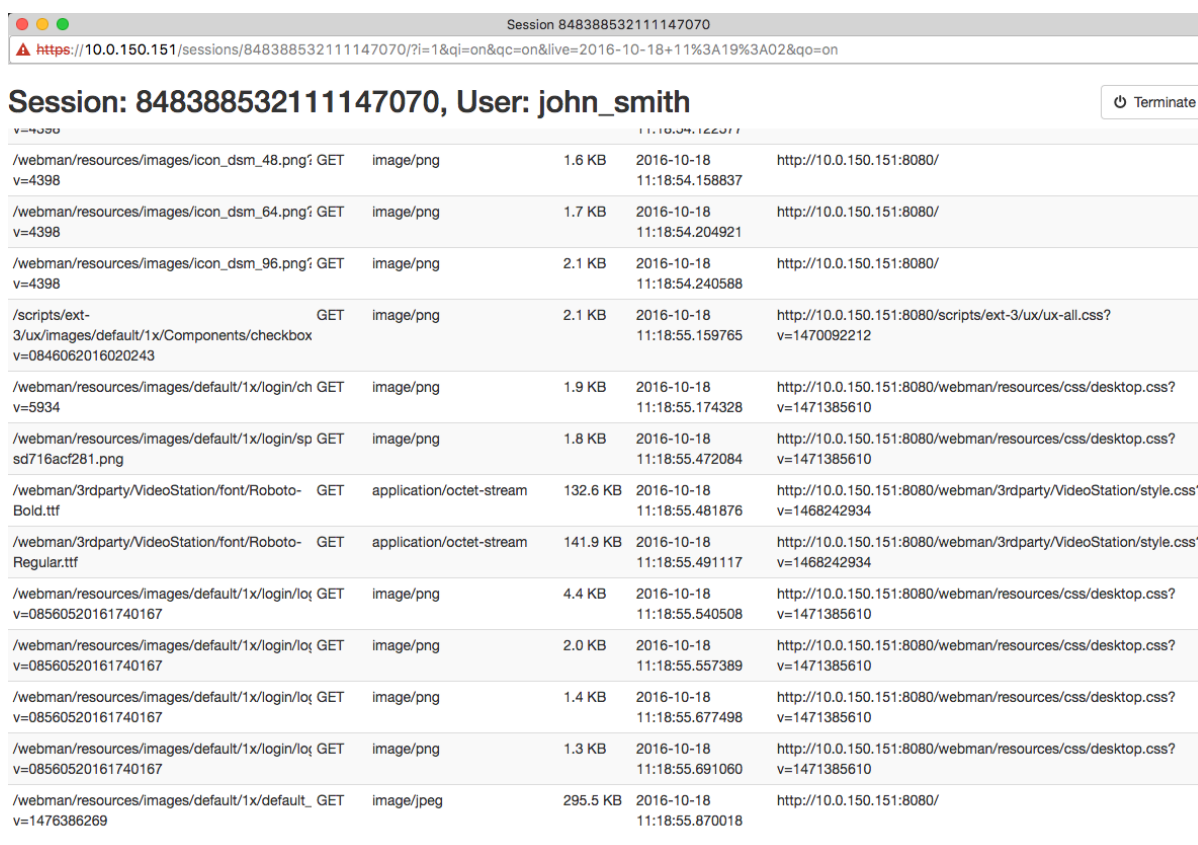 Session 848388532111147070
https://10.0.150.151/sessions/848388532111147070/?i=1&qi=on&qc=on&live=2016-10-18+11%3A19%3A02&qo=on
Session: 848388532111147070, User: john_smith
Terminate
v=4398 11:18:54.122577
/webman/resources/images/icon_dsm_48.png? GET image/png 1.6 KB 2016-10-18 http://10.0.150.151:8080/
v=4398 11:18:54.158837
/webman/resources/images/icon_dsm_64.png? GET image/png 1.7 KB 2016-10-18 http://10.0.150.151:8080/
v=4398 11:18:54.204921
/webman/resources/images/icon_dsm_96.png? GET image/png 2.1 KB 2016-10-18 http://10.0.150.151:8080/
v=4398 11:18:54.240588
/scripts/ext- GET image/png 2.1 KB 2016-10-18 http://10.0.150.151:8080/scripts/ext-3/ux/ux-all.css?
3/ux/images/default/1x/Components/checkbox 11:18:55.159765 v=1470092212
v=0846062016020243
/webman/resources/images/default/1x/login/ch GET image/png 1.9 KB 2016-10-18 http://10.0.150.151:8080/webman/resources/css/desktop.css?
v=5934 11:18:55.174328 v=1471385610
/webman/resources/images/default/1x/login/sp GET image/png 1.8 KB 2016-10-18 http://10.0.150.151:8080/webman/resources/css/desktop.css?
sd716acf281.png 11:18:55.472084 v=1471385610
/webman/3rdparty/VideoStation/font/Roboto- GET application/octet-stream 132.6 KB 2016-10-18 http://10.0.150.151:8080/webman/3rdparty/VideoStation/style.css?
Bold.ttf 11:18:55.481876 v=1468242934
/webman/3rdparty/VideoStation/font/Roboto- GET application/octet-stream 141.9 KB 2016-10-18 http://10.0.150.151:8080/webman/3rdparty/VideoStation/style.css?
Regular.ttf 11:18:55.491117 v=1468242934
/webman/resources/images/default/1x/login/log GET image/png 4.4 KB 2016-10-18 http://10.0.150.151:8080/webman/resources/css/desktop.css?
v=08560520161740167 11:18:55.540508 v=1471385610
/webman/resources/images/default/1x/login/log GET image/png 2.0 KB 2016-10-18 http://10.0.150.151:8080/webman/resources/css/desktop.css?
v=08560520161740167 11:18:55.557389 v=1471385610
/webman/resources/images/default/1x/login/log GET image/png 1.4 KB 2016-10-18 http://10.0.150.151:8080/webman/resources/css/desktop.css?
v=08560520161740167 11:18:55.677498 v=1471385610
/webman/resources/images/default/1x/login/log GET image/png 1.3 KB 2016-10-18 http://10.0.150.151:8080/webman/resources/css/desktop.css?
v=08560520161740167 11:18:55.691060 v=1471385610
/webman/resources/images/default/1x/default_ GET image/jpeg 295.5 KB 2016-10-18 http://10.0.150.151:8080/
v=1476386269 11:18:55.870018